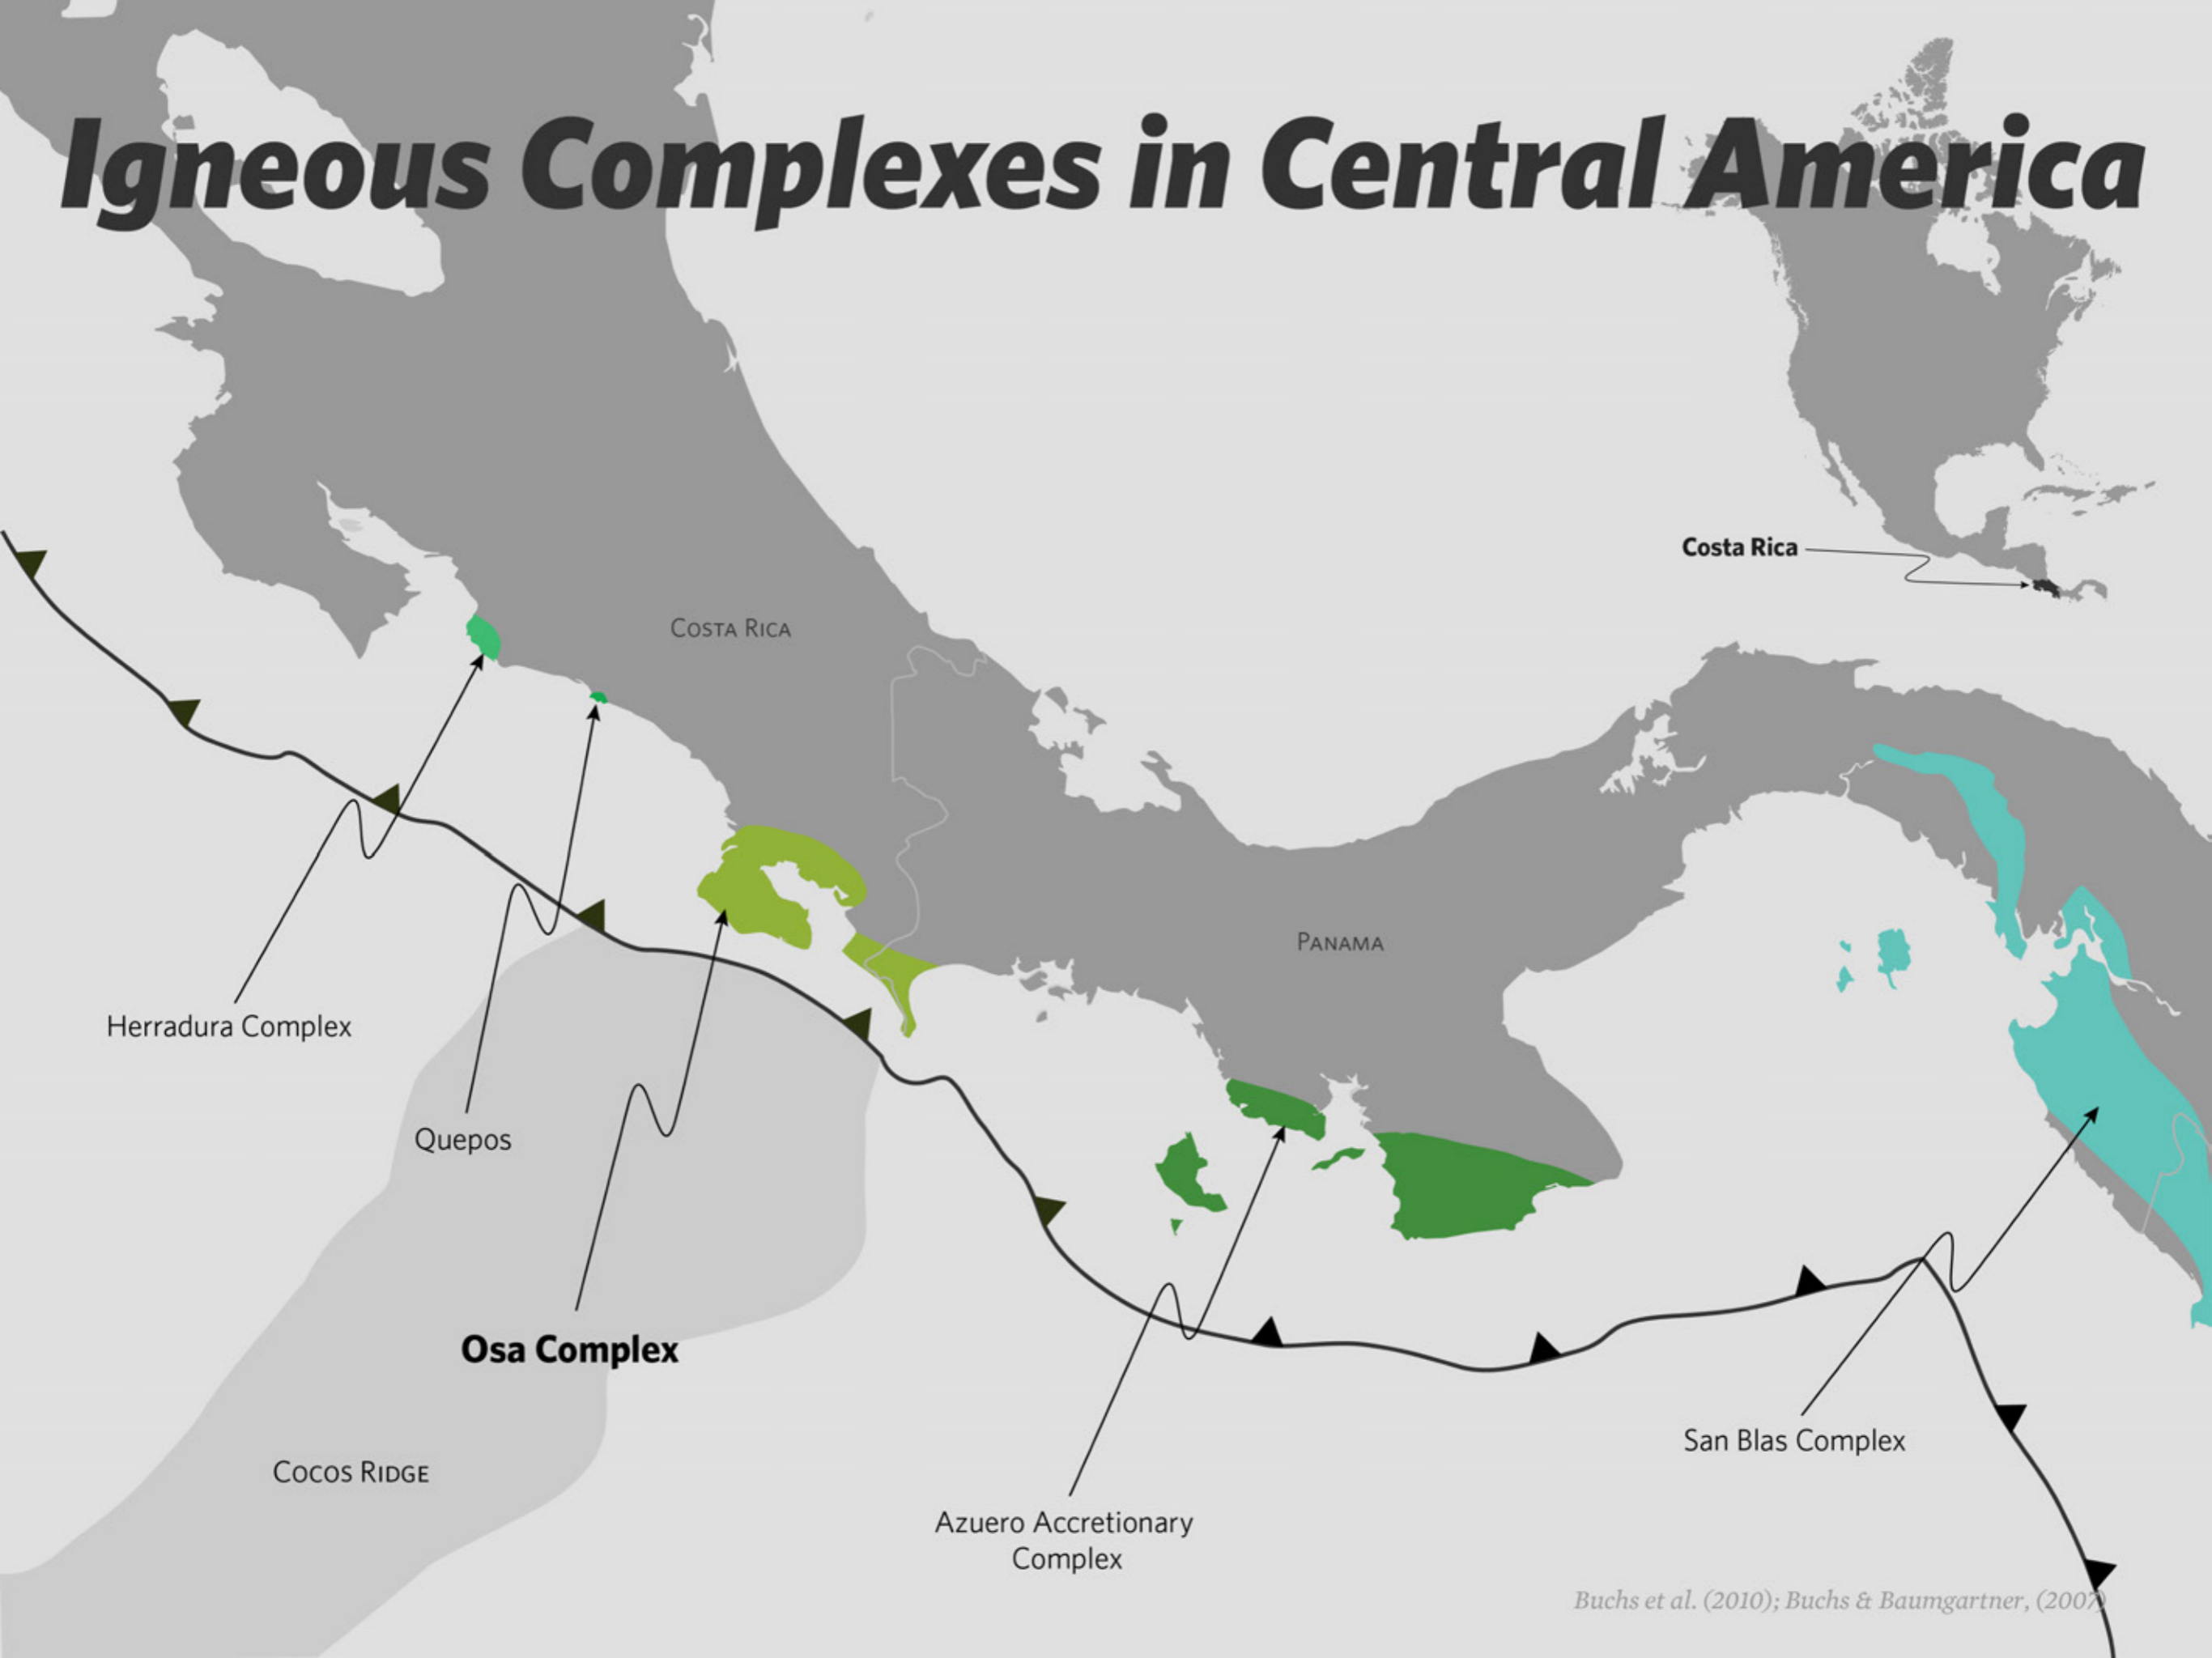 Igneous Complexes in Central America
Costa Rica
Costa Rica
Panama
Herradura Complex
Quepos
Osa Complex
Cocos Ridge
San Blas Complex
Azuero Accretionary
Complex
Buchs et al. (2010); Buchs & Baumgartner, (2007)